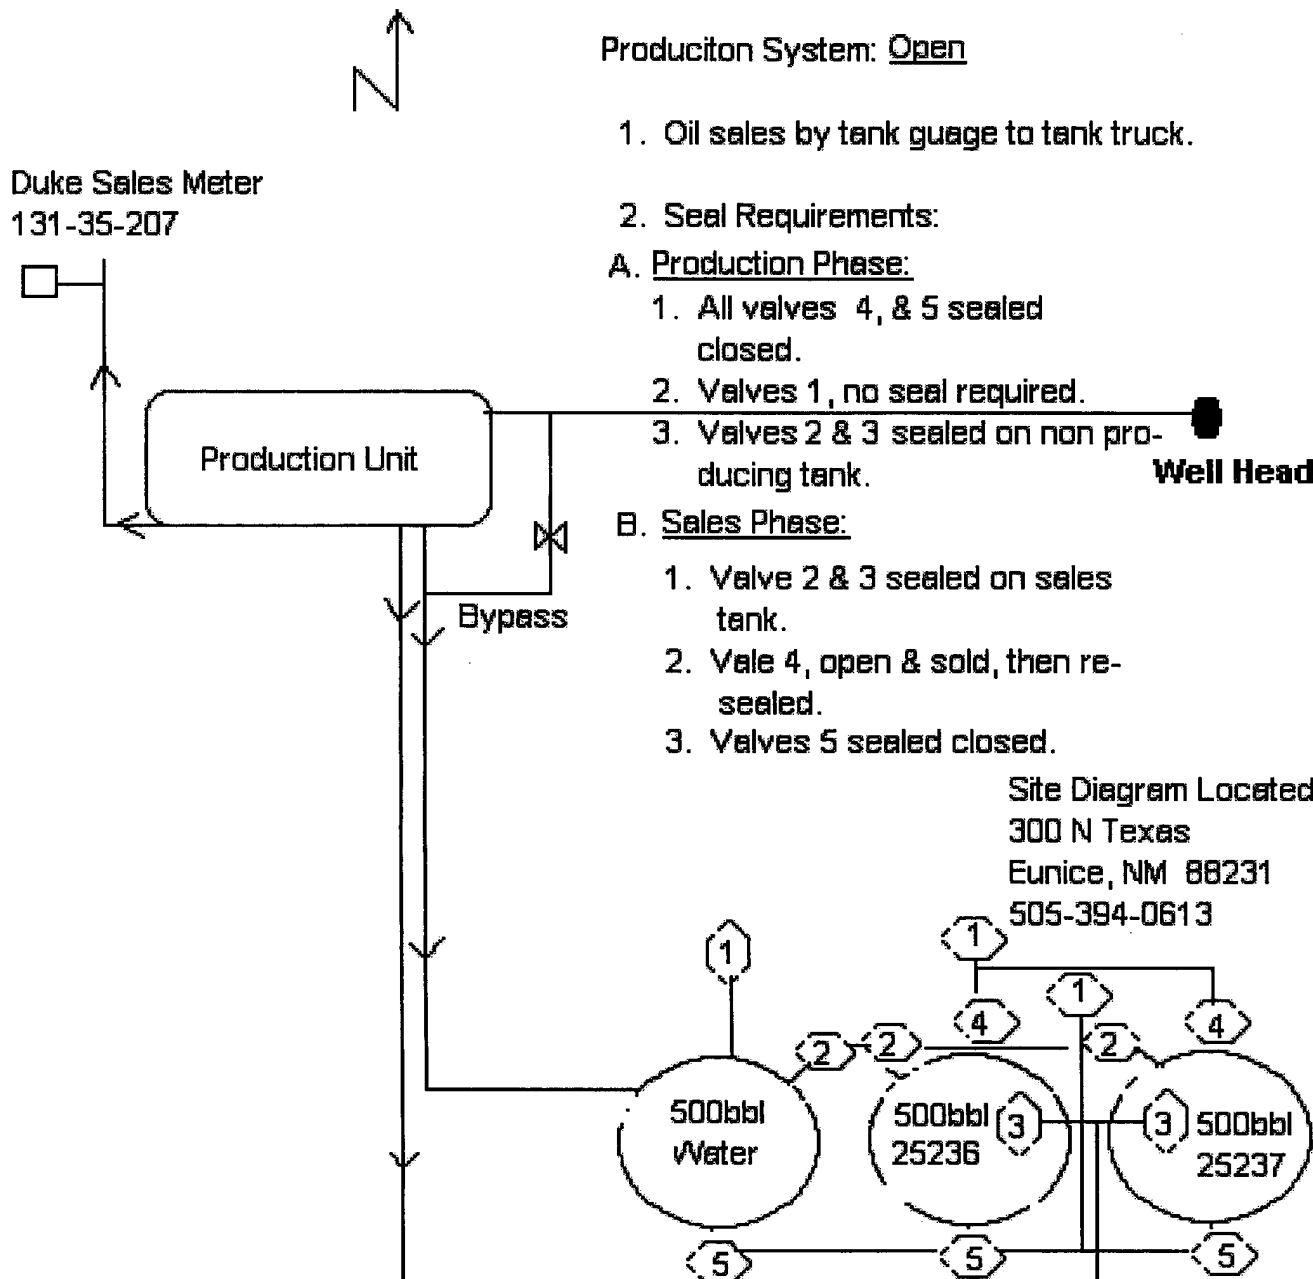 N
Produciton System: Open
1. Oil sales by tank guage to tank truck.
Duke Sales Meter
131-35-207
2. Seal Requirements:
A. Production Phase:
1. All valves 4, & 5 sealed
closed.
2. Valves 1, no seal required.
3. Valves 2 & 3 sealed on non pro-
ducing tank.
Well Head
Production Unit
B. Sales Phase:
1. Valve 2 & 3 sealed on sales
tank.
2. Vale 4, open & sold, then re-
sealed.
3. Valves 5 sealed closed.
Bypass
Site Diagram Located
300 N Texas
Eunice, NM 88231
505-394-0613
1
1
1
4
4
2
2
2
500bbl
Water
500bbl
25236
3
3
500bbl
25237
5
5
5